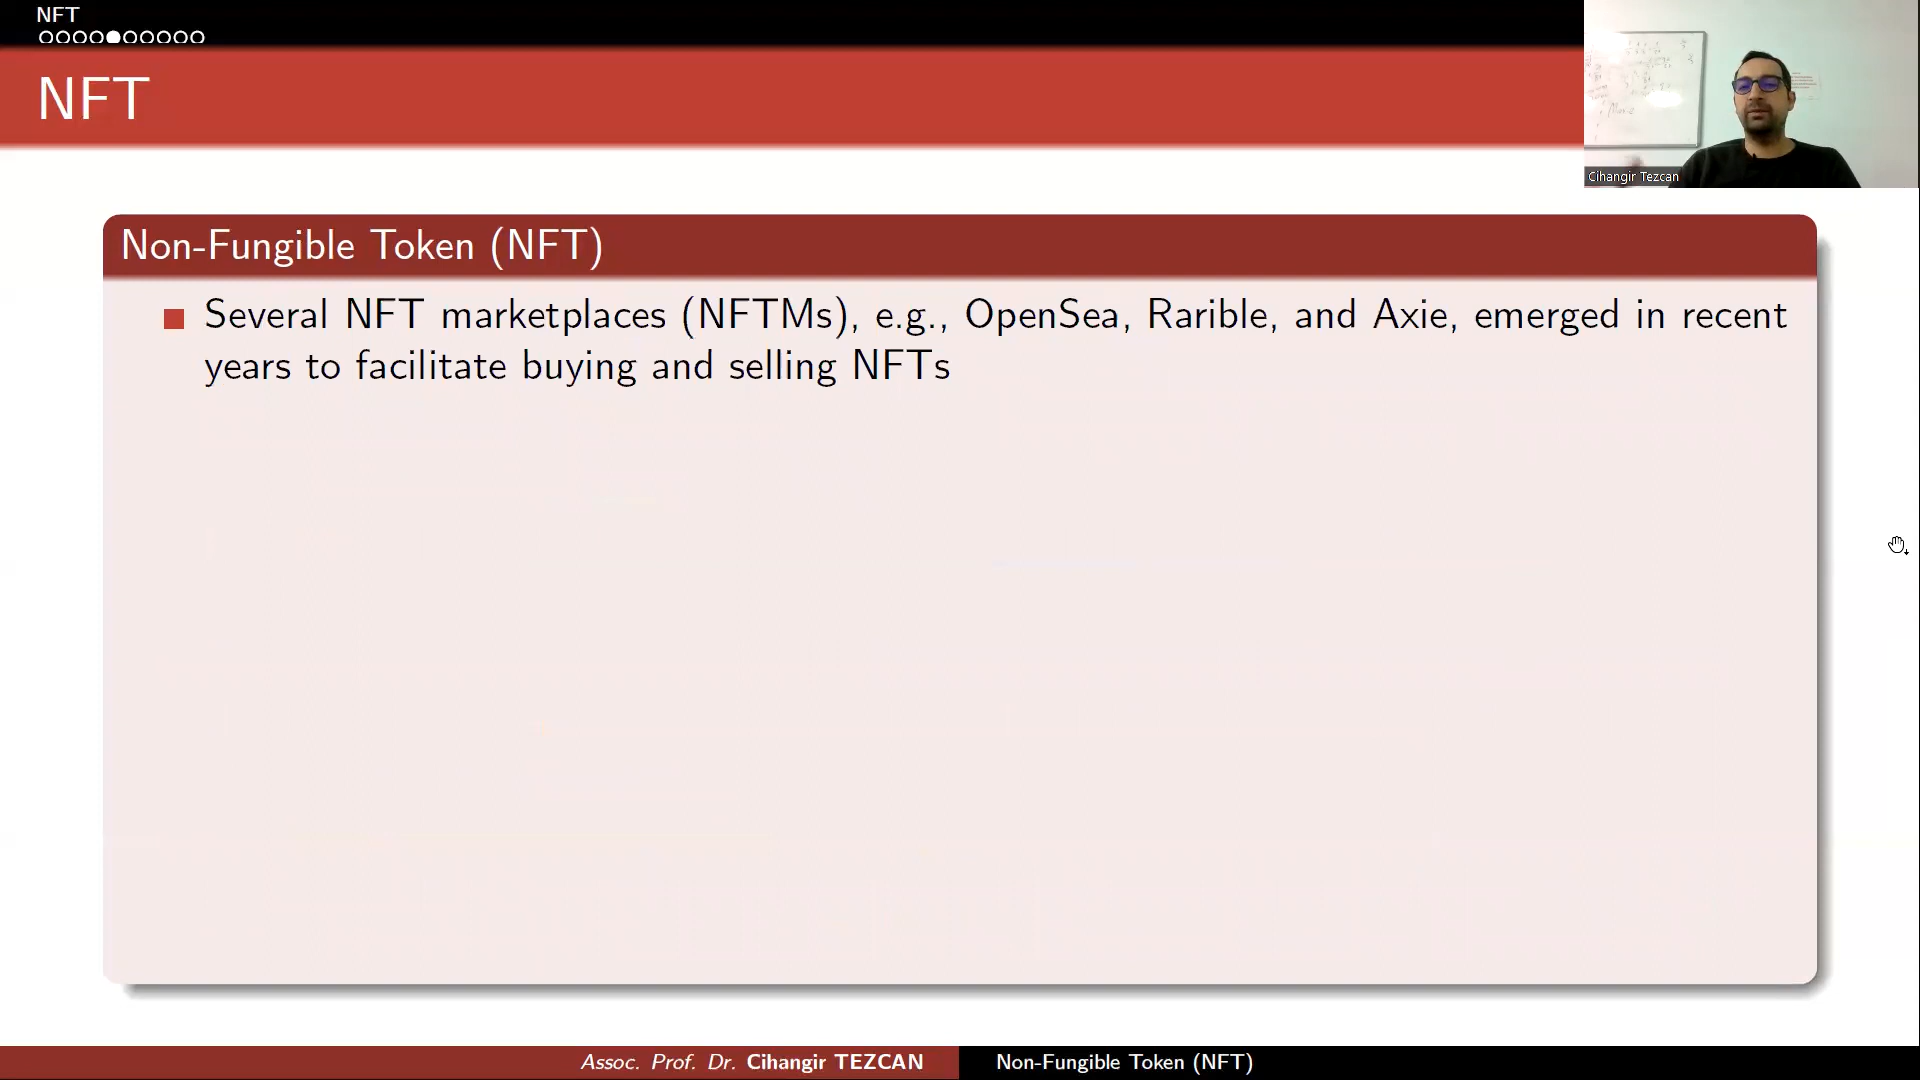 NFT
NFT
Cihangir Tezcan
Non-Fungible Token (NFT)
Several NFT marketplaces (NFTMs), e.g., OpenSea, Rarible, and Axie, emerged in recent
years to facilitate buying and selling NFTs
Assoc. Prof. Dr. Cihangir TEZCAN
Non-Fungible Token (NFT)